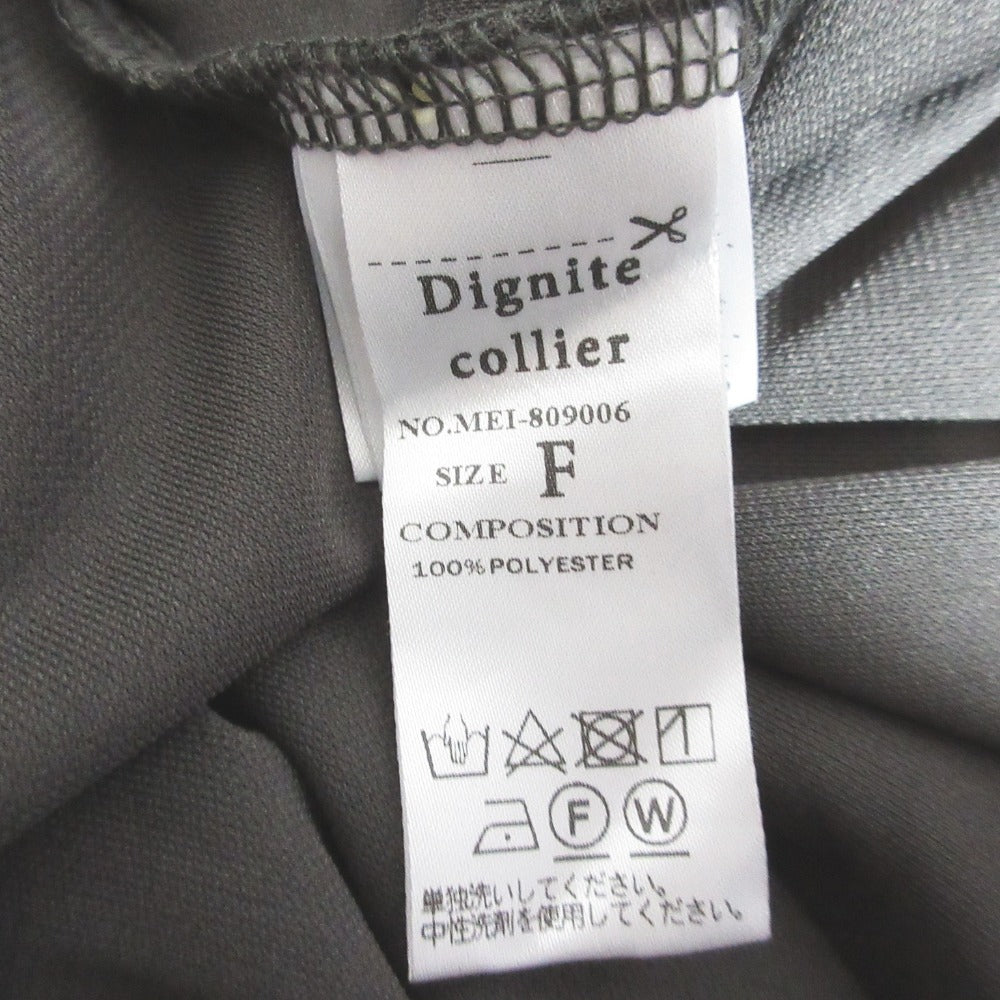 Dignite
collier
NO.MEI-809006
SIZE F
COMPOSITION
100%POLYESTER
F W
単独洗いしてください。
中性洗剤を使用してください。